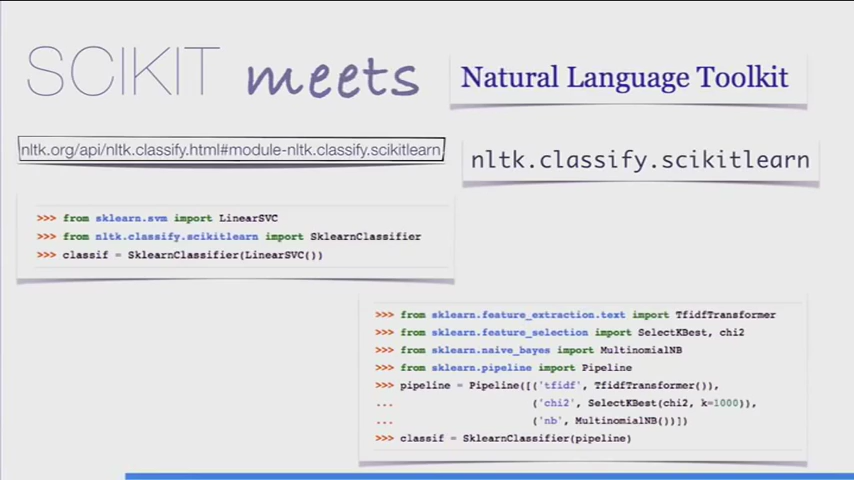 SCIKIT meets Natural Language Toolkit
nltk.org/api/nltk.classify.html#module-nltk.classify.scikitlearn
nltk.classify.scikitlearn
>>> from sklearn.svm import LinearSVC
>>> from nltk.classify.scikitlearn import SklearnClassifier
>>> classif = SklearnClassifier(LinearSVC())
>>> from sklearn.feature_extraction.text import TfidfTransformer
>>> from sklearn.feature_selection import SelectKBest, chi2
>>> from sklearn.naive_bayes import MultinomialNB
>>> from sklearn.pipeline import Pipeline
>>> pipeline = Pipeline([('tfidf', TfidfTransformer()),
... ('chi2', SelectKBest(chi2, k=1000)),
... ('nb', MultinomialNB())])
>>> classif = SklearnClassifier(pipeline)